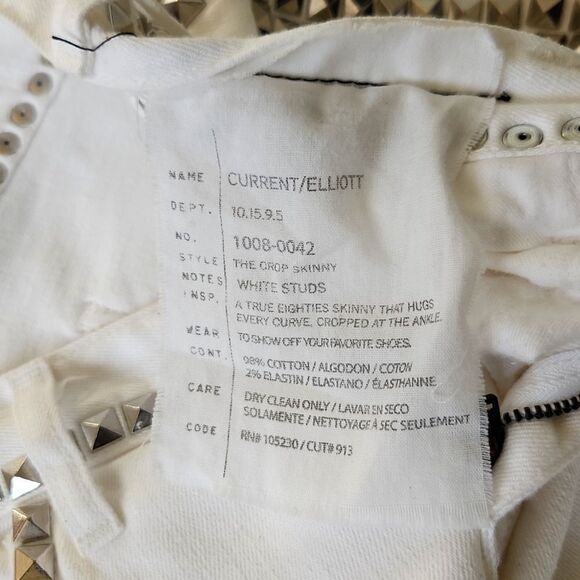 NAME CURRENT/ELLIOTT
DEPT. 10.15.9.5
NO. 1008-0042
STYLE THE CROP SKINNY
NOTES WHITE STUDS
INSP. A TRUE EIGHTIES SKINNY THAT HUGS
EVERY CURVE, CROPPED AT THE ANKLE.
WEAR TO SHOW OFF YOUR FAVORITE SHOES.
CONT. 98% COTTON / ALGODON / COTON
2% ELASTIN / ELASTANO / ÉLASTHANNE
CARE DRY CLEAN ONLY / LAVAR EN SECO
SOLAMENTE / NETTOYAGE À SEC SEULEMENT
CODE RN# 105230 / CUT# 913